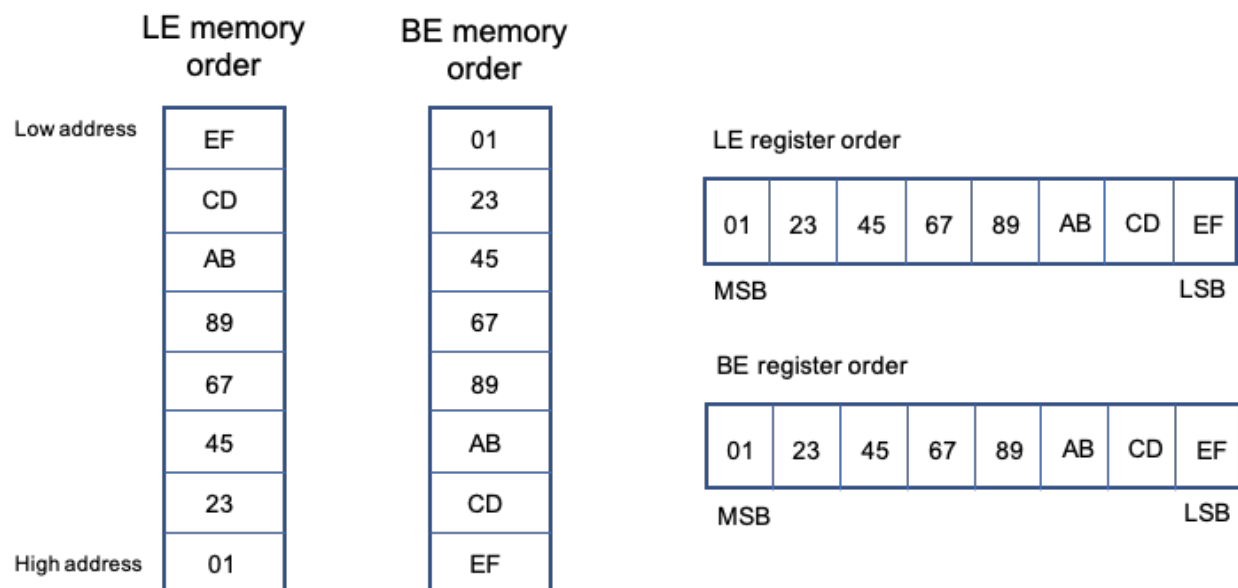 LE memory
order
BE memory
order
Low address
EF
CD
AB
89
67
45
23
01
High address
01
23
45
67
89
AB
CD
EF
LE register order
01 23 45 67 89 AB CD EF
MSB LSB
BE register order
01 23 45 67 89 AB CD EF
MSB LSB